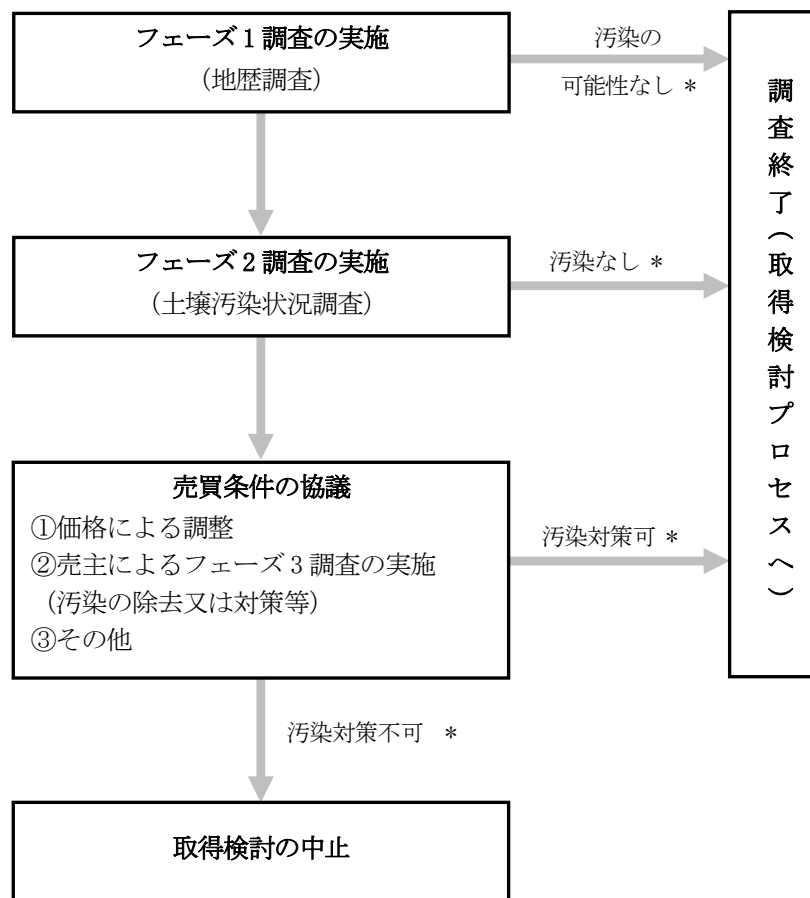 フェーズ1調査の実施
（地歴調査）
汚染の
可能性なし *
フェーズ2調査の実施
（土壌汚染状況調査）
汚染なし *
売買条件の協議
①価格による調整
②売主によるフェーズ3調査の実施
（汚染の除去又は対策等）
③その他
汚染対策可 *
調査終了（取得検討プロセスへ）
汚染対策不可 *
取得検討の中止